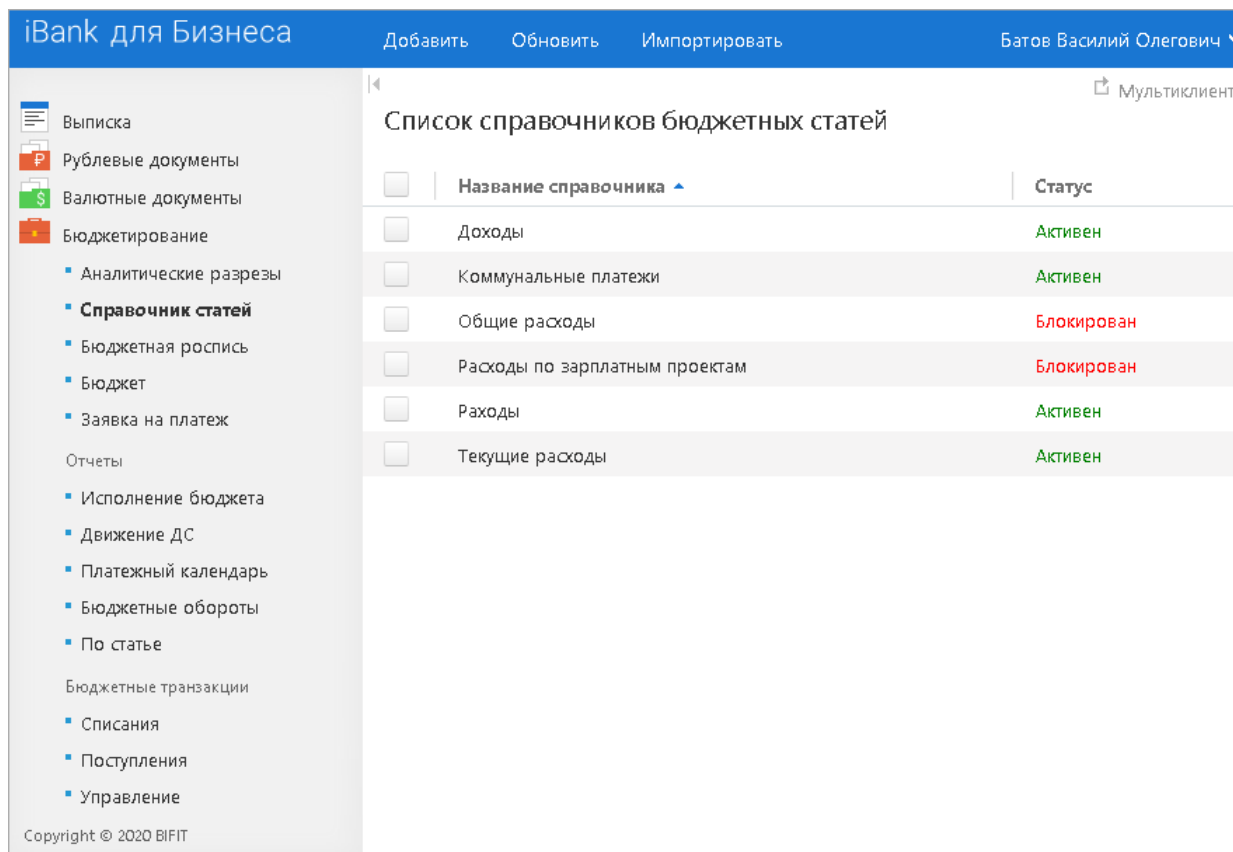 iBank для Бизнеса
Добавить Обновить Импортировать Батов Василий Олегович
Мультиклиент
Выписка
Рублевые документы
Валютные документы
Бюджетирование
Аналитические разрезы
Справочник статей
Бюджетная роспись
Бюджет
Заявка на платеж
Отчеты
Исполнение бюджета
Движение ДС
Платежный календарь
Бюджетные обороты
По статье
Бюджетные транзакции
Списания
Поступления
Управление
Copyright © 2020 BIFIT
Список справочников бюджетных статей
Название справочника Статус
Доходы Активен
Коммунальные платежи Активен
Общие расходы Блокирован
Расходы по зарплатным проектам Блокирован
Раходы Активен
Текущие расходы Активен